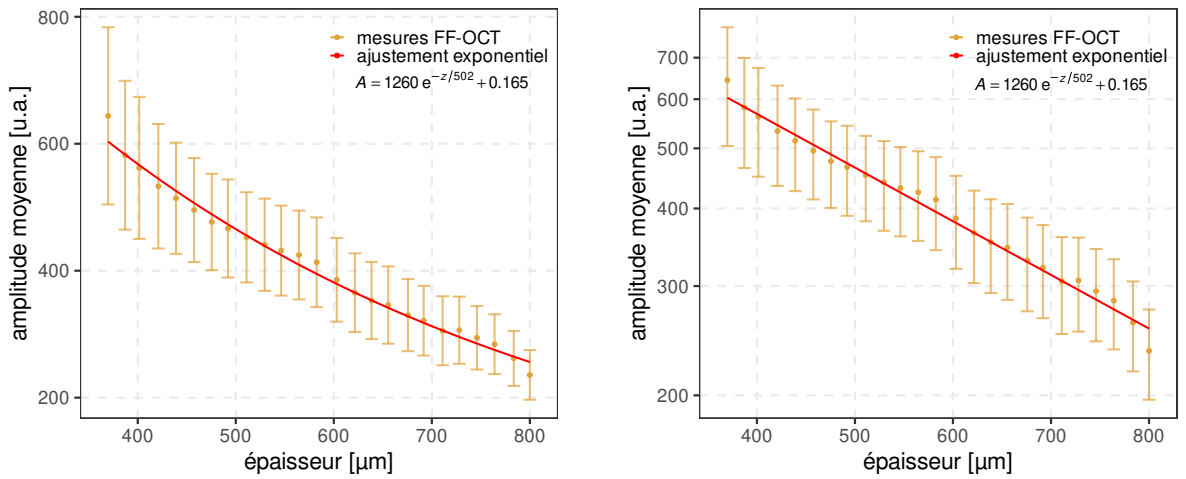 800
600
400
200
amplitude moyenne [u.a.]
mesures FF-OCT
ajustement exponentiel
A = 1260 e^{−z/502} + 0.165
400 500 600 700 800
épaisseur [µm]
700
600
500
400
300
200
amplitude moyenne [u.a.]
mesures FF-OCT
ajustement exponentiel
A = 1260 e^{−z/502} + 0.165
400 500 600 700 800
épaisseur [µm]